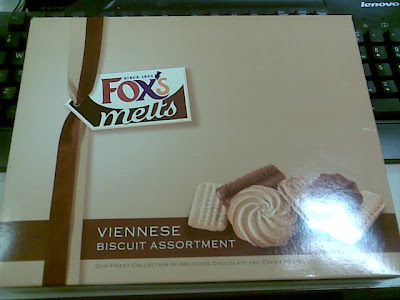 lenovo
SINCE 1853
FOX'S
melts
VIENNESE
BISCUIT ASSORTMENT
OUR FINEST COLLECTION OF DELICIOUS CHOCOLATE AND CREAM